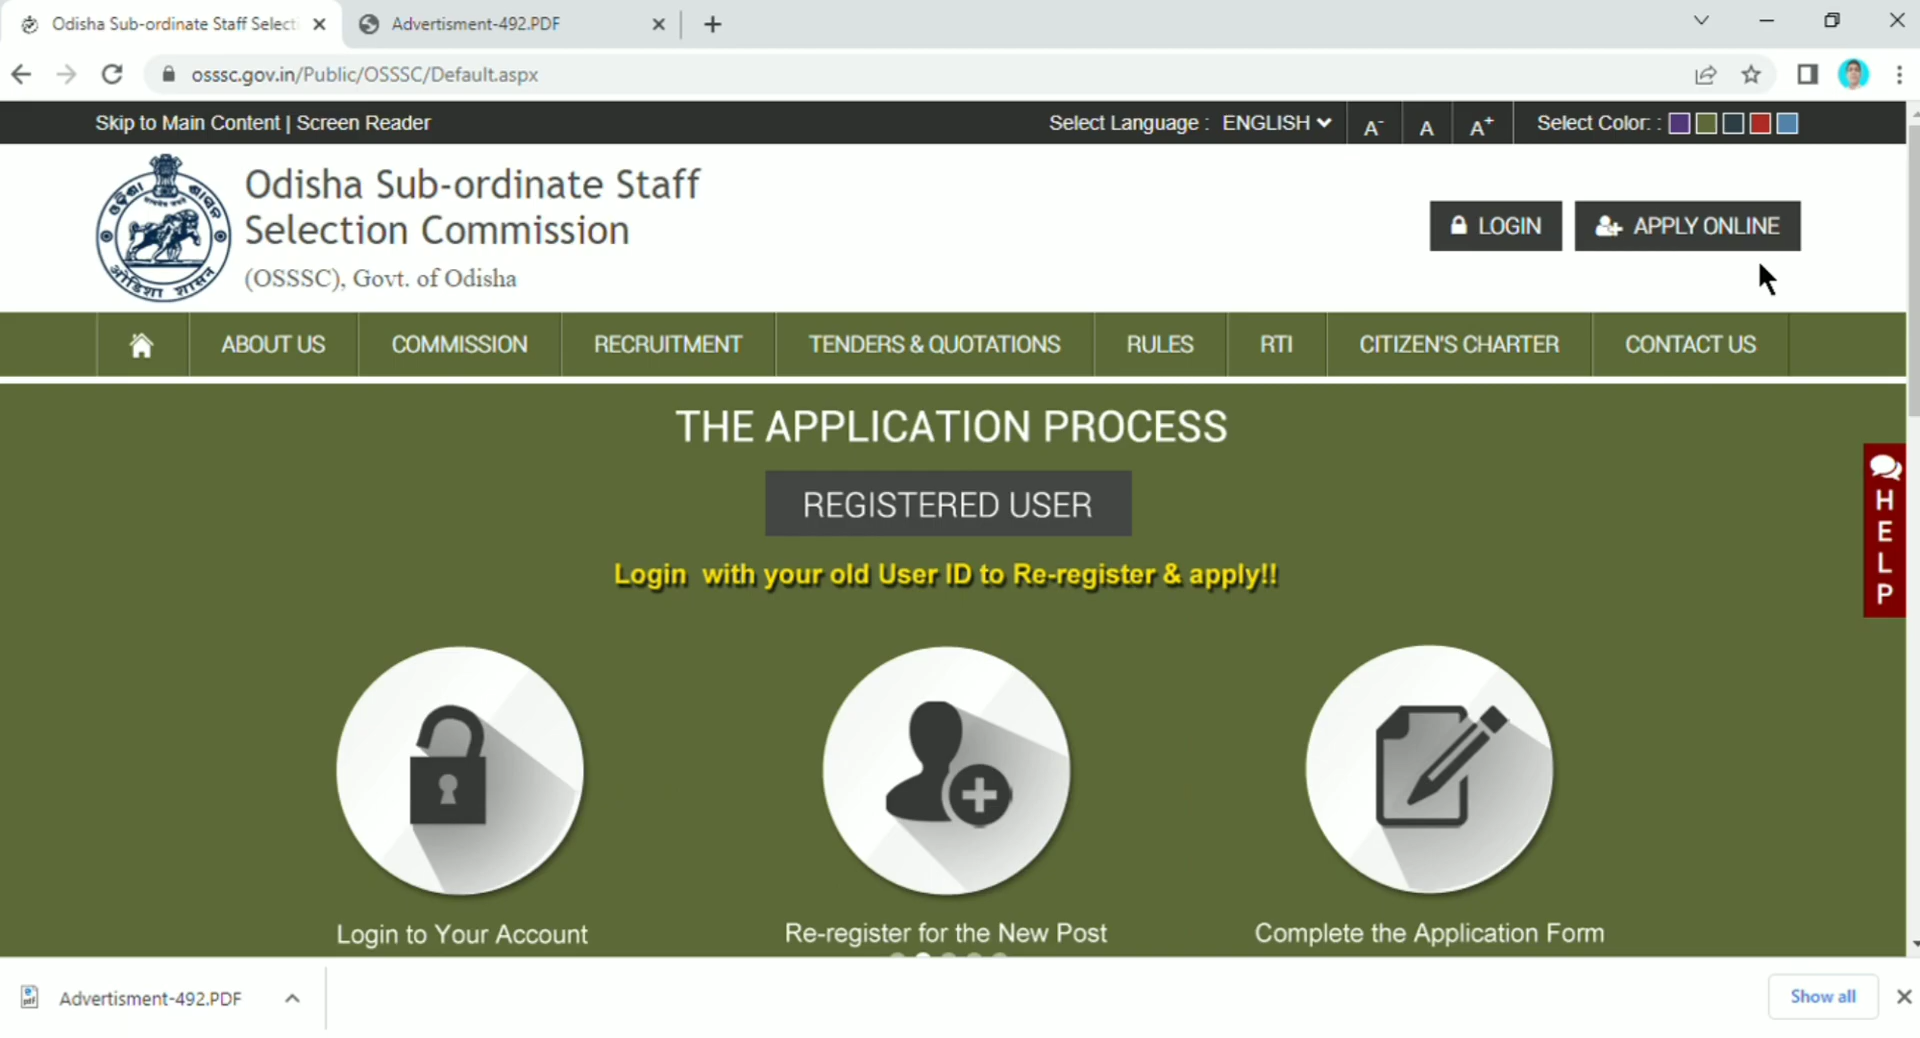 Odisha Sub-ordinate Staff Select
Advertisment-492.PDF
osssc.gov.in/Public/OSSSC/Default.aspx
Skip to Main Content | Screen Reader
Select Language : ENGLISH
A- A A+
Select Color: :
Odisha Sub-ordinate Staff
Selection Commission
(OSSSC), Govt. of Odisha
LOGIN
APPLY ONLINE
ABOUT US
COMMISSION
RECRUITMENT
TENDERS & QUOTATIONS
RULES
RTI
CITIZEN'S CHARTER
CONTACT US
THE APPLICATION PROCESS
REGISTERED USER
Login with your old User ID to Re-register & apply!!
HELP
Login to Your Account
Re-register for the New Post
Complete the Application Form
Advertisment-492.PDF
Show all